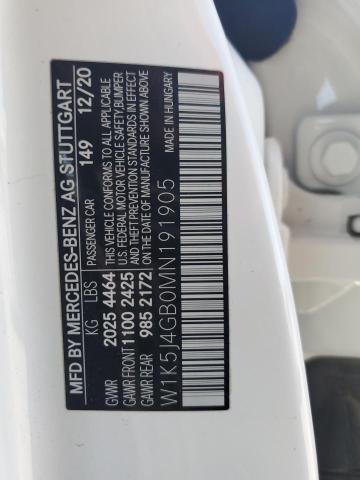 MFD BY MERCEDES-BENZ AG STUTTGART
PASSENGER CAR 149 12/20
KG LBS
GVWR 2025 4464
GAWR FRONT 1100 2425
GAWR REAR 985 2172
THIS VEHICLE CONFORMS TO ALL APPLICABLE
U.S. FEDERAL MOTOR VEHICLE SAFETY, BUMPER
AND THEFT PREVENTION STANDARDS IN EFFECT
ON THE DATE OF MANUFACTURE SHOWN ABOVE
W1K5J4GB0MN191905
MADE IN HUNGARY